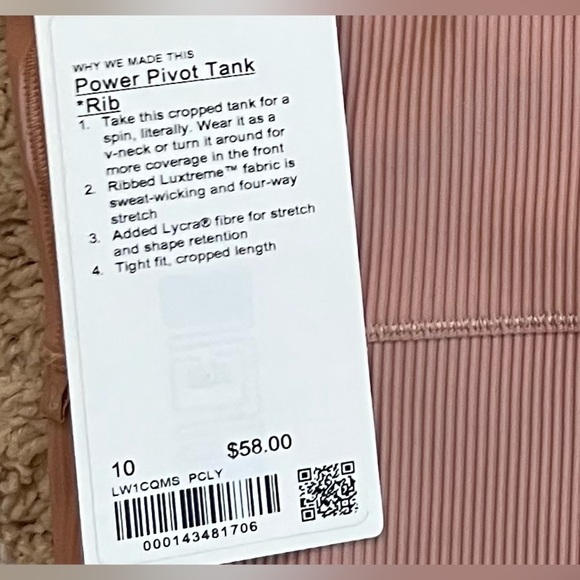 WHY WE MADE THIS
Power Pivot Tank
*Rib
1. Take this cropped tank for a
spin, literally. Wear it as a
v-neck or turn it around for
more coverage in the front
2. Ribbed Luxtreme™ fabric is
sweat-wicking and four-way
stretch
3. Added Lycra® fibre for stretch
and shape retention
4. Tight fit, cropped length
10 $58.00
LW1CQMS PCLY
000143481706